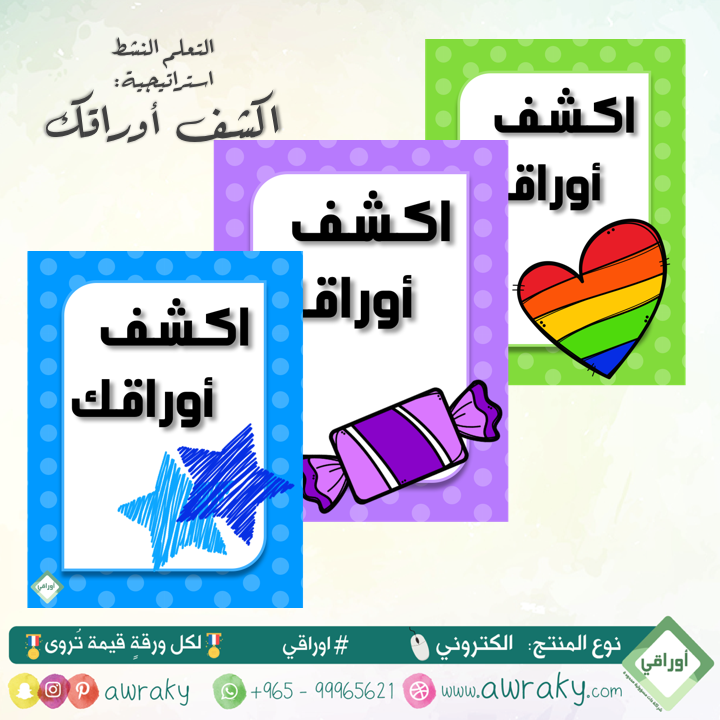 التعلم النشط
استراتيجية:
اكشف أوراقك
اكشف
أوراق
اكشف
أوراق
اكشف
أوراقك
أوراقي
نوع المنتج: الكتروني
#اوراقي
لكل ورقةٍ قيمة تُروى
أوراقي
awraky
+965 - 99965621
www.awraky.com